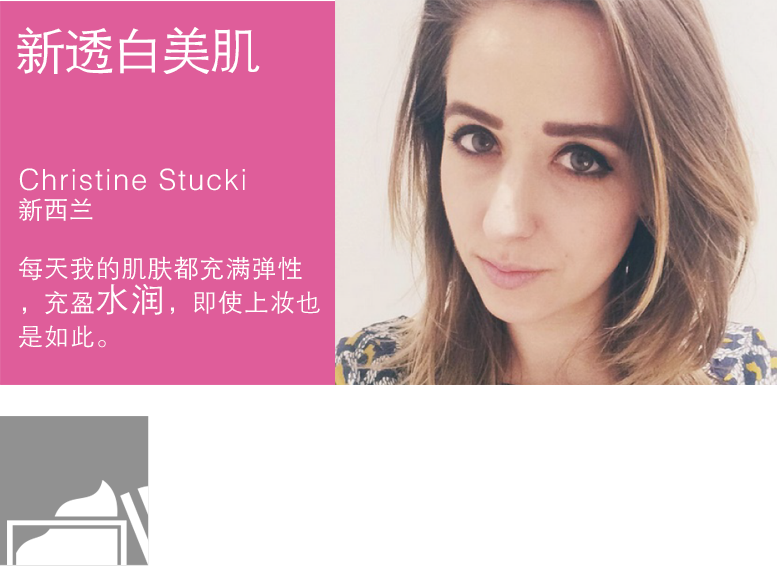 新透白美肌
Christine Stucki
新西兰
每天我的肌肤都充满弹性
，充盈水润，即使上妆也
是如此。